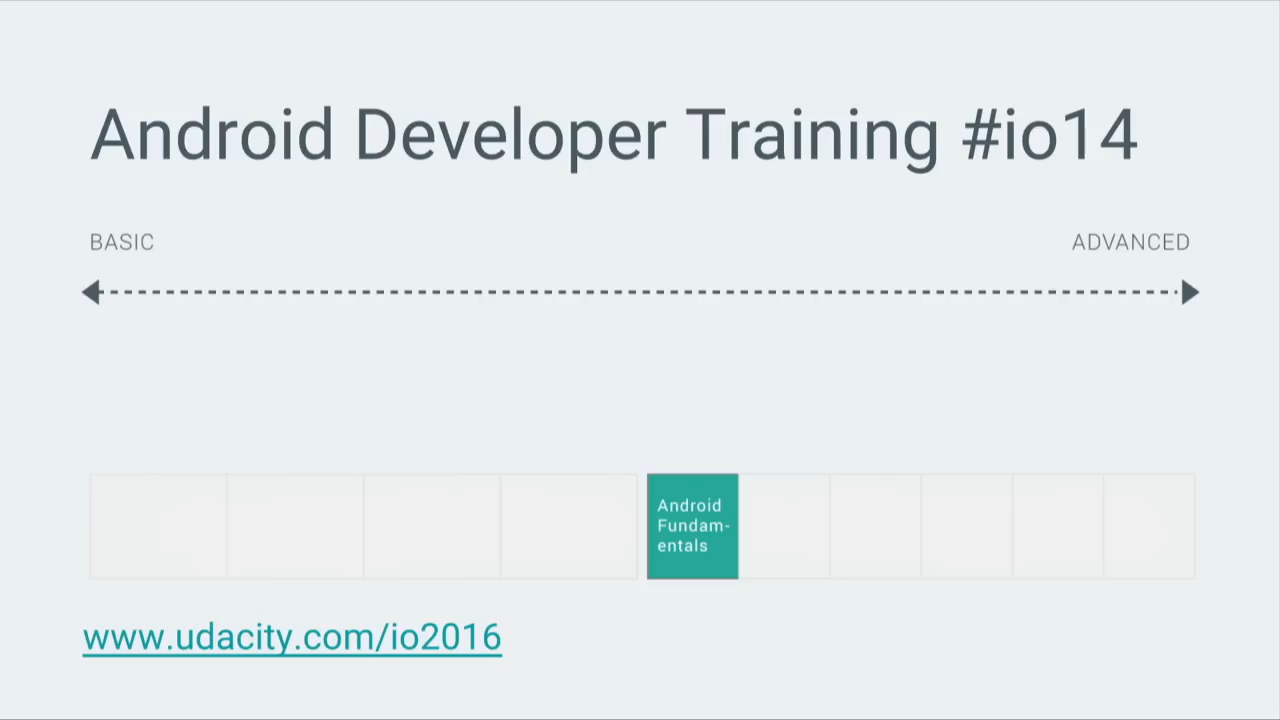 Android Developer Training #io14
BASIC
ADVANCED
Android
Fundam-
entals
www.udacity.com/io2016